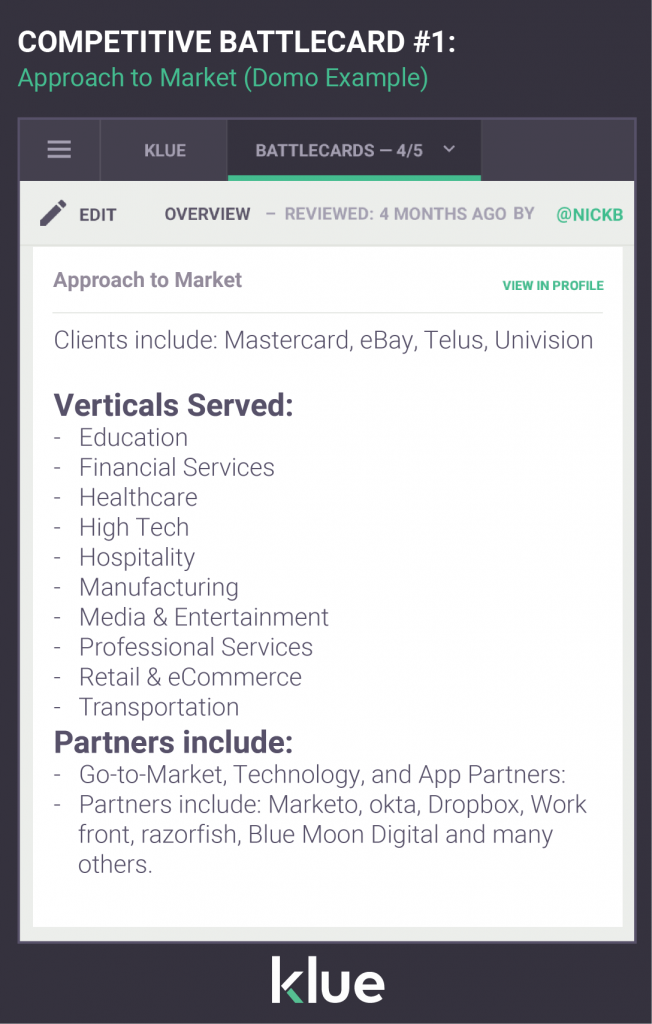 COMPETITIVE BATTLECARD #1:
Approach to Market (Domo Example)
KLUE
BATTLECARDS — 4/5
EDIT
OVERVIEW – REVIEWED: 4 MONTHS AGO BY @NICKB
Approach to Market
VIEW IN PROFILE
Clients include: Mastercard, eBay, Telus, Univision
Verticals Served:
- Education
- Financial Services
- Healthcare
- High Tech
- Hospitality
- Manufacturing
- Media & Entertainment
- Professional Services
- Retail & eCommerce
- Transportation
Partners include:
- Go-to-Market, Technology, and App Partners:
- Partners include: Marketo, okta, Dropbox, Work
front, razorfish, Blue Moon Digital and many
others.
klue